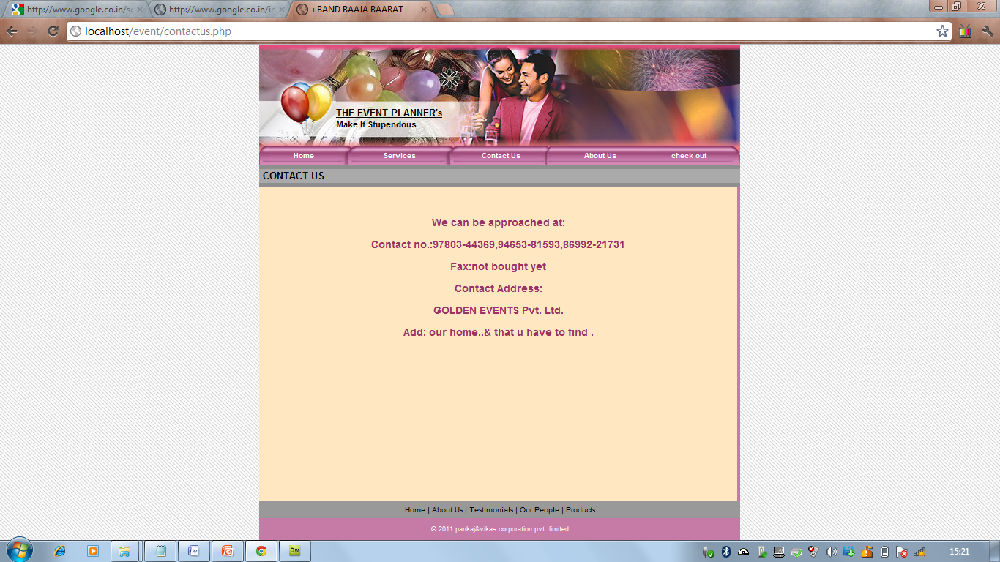 http://www.google.co.in/se
http://www.google.co.in/in
+BAND BAAJA BAARAT
localhost/event/contactus.php
THE EVENT PLANNER's
Make It Stupendous
Home
Services
Contact Us
About Us
check out
CONTACT US
We can be approached at:
Contact no.:97803-44369,94653-81593,86992-21731
Fax:not bought yet
Contact Address:
GOLDEN EVENTS Pvt. Ltd.
Add: our home..& that u have to find .
Home | About Us | Testimonials | Our People | Products
© 2011 pankaj&vikas corporation pvt. limited
Dw
15:21